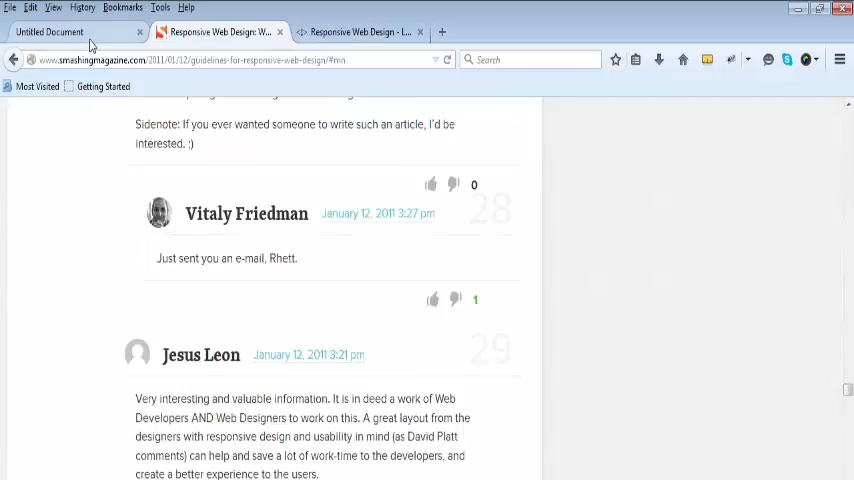 File Edit View History Bookmarks Tools Help
Untitled Document Responsive Web Design: W... Responsive Web Design - L...
www.smashingmagazine.com/2011/01/12/guidelines-for-responsive-web-design/#mn Search
Most Visited Getting Started
Sidenote: If you ever wanted someone to write such an article, I'd be
interested. :)
0
Vitaly Friedman January 12, 2011 3:27 pm 28
Just sent you an e-mail, Rhett.
1
Jesus Leon January 12, 2011 3:21 pm 29
Very interesting and valuable information. It is in deed a work of Web
Developers AND Web Designers to work on this. A great layout from the
designers with responsive design and usability in mind (as David Platt
comments) can help and save a lot of work-time to the developers, and
create a better experience to the users.